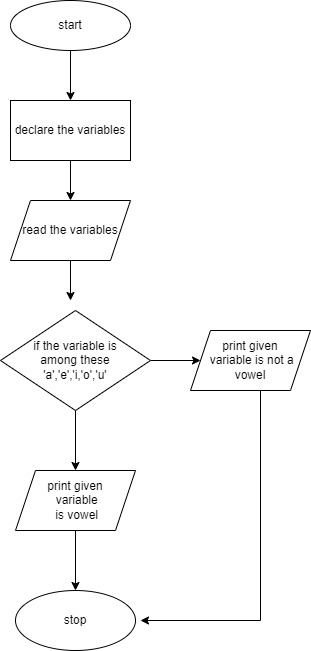 start
declare the variables
read the variables
if the variable is
among these
'a','e','i,'o','u'
print given
variable is not a
vowel
print given
variable
is vowel
stop